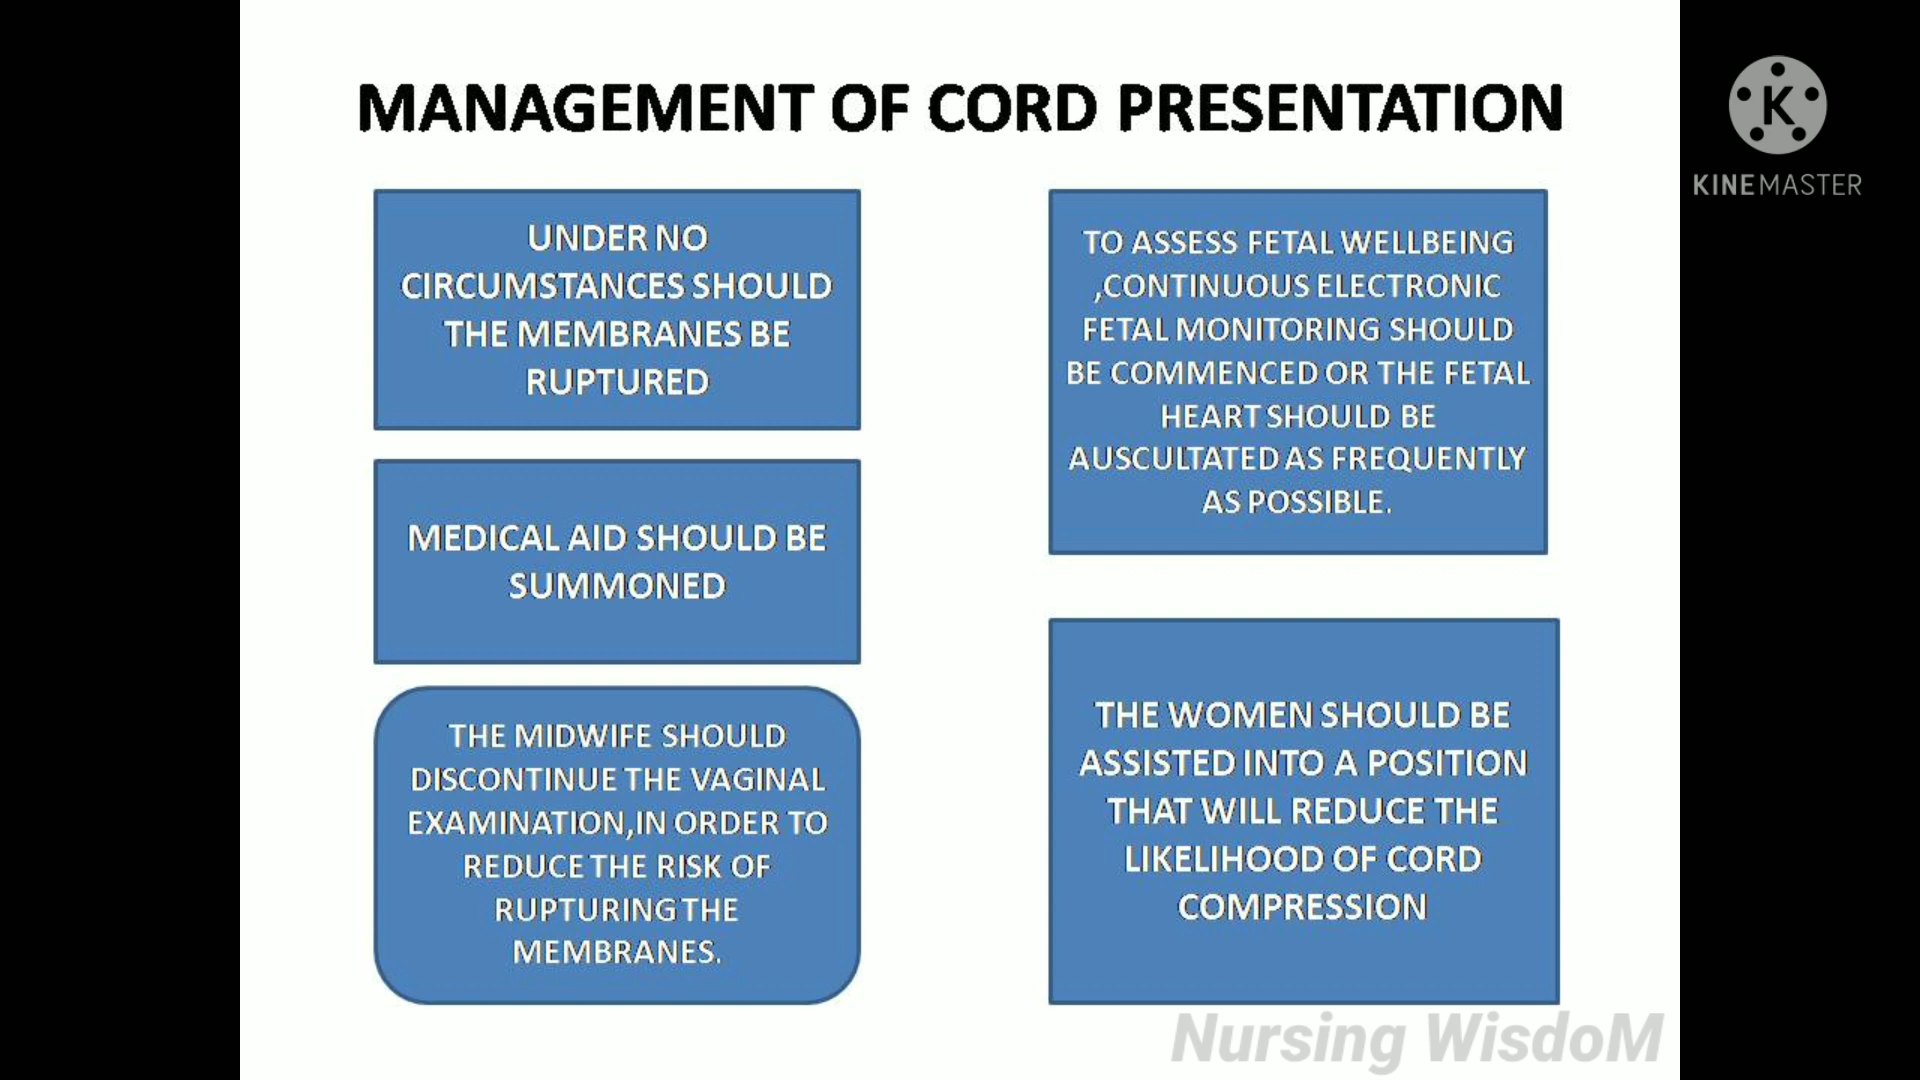 MANAGEMENT OF CORD PRESENTATION
UNDER NO
CIRCUMSTANCES SHOULD
THE MEMBRANES BE
RUPTURED
MEDICAL AID SHOULD BE
SUMMONED
THE MIDWIFE SHOULD
DISCONTINUE THE VAGINAL
EXAMINATION,IN ORDER TO
REDUCE THE RISK OF
RUPTURING THE
MEMBRANES.
TO ASSESS FETAL WELLBEING
,CONTINUOUS ELECTRONIC
FETAL MONITORING SHOULD
BE COMMENCED OR THE FETAL
HEART SHOULD BE
AUSCULTATED AS FREQUENTLY
AS POSSIBLE.
THE WOMEN SHOULD BE
ASSISTED INTO A POSITION
THAT WILL REDUCE THE
LIKELIHOOD OF CORD
COMPRESSION
K
KINEMASTER
Nursing WisdoM